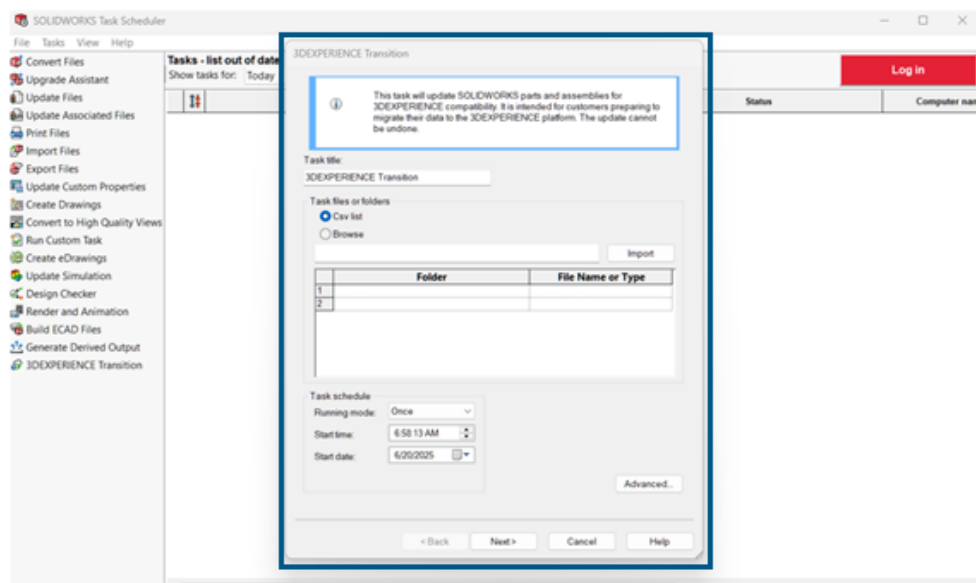 SOLIDWORKS Task Scheduler
File Tasks View Help
Convert Files
Upgrade Assistant
Update Files
Update Associated Files
Print Files
Import Files
Export Files
Update Custom Properties
Create Drawings
Convert to High Quality Views
Run Custom Task
Create eDrawings
Update Simulation
Design Checker
Render and Animation
Build ECAD Files
Generate Derived Output
3DEXPERIENCE Transition
Tasks - list out of date
Show tasks for: Today
Log in
Status
Computer nam
3DEXPERIENCE Transition
This task will update SOLIDWORKS parts and assemblies for
3DEXPERIENCE compatibility. It is intended for customers preparing to
migrate their data to the 3DEXPERIENCE platform. The update cannot
be undone.
Task title:
3DEXPERIENCE Transition
Task files or folders
Csv list
Browse
Import
Folder File Name or Type
1
2
Task schedule
Running mode: Once
Start time: 6:58:13 AM
Start date: 6/20/2025
Advanced...
< Back Next > Cancel Help